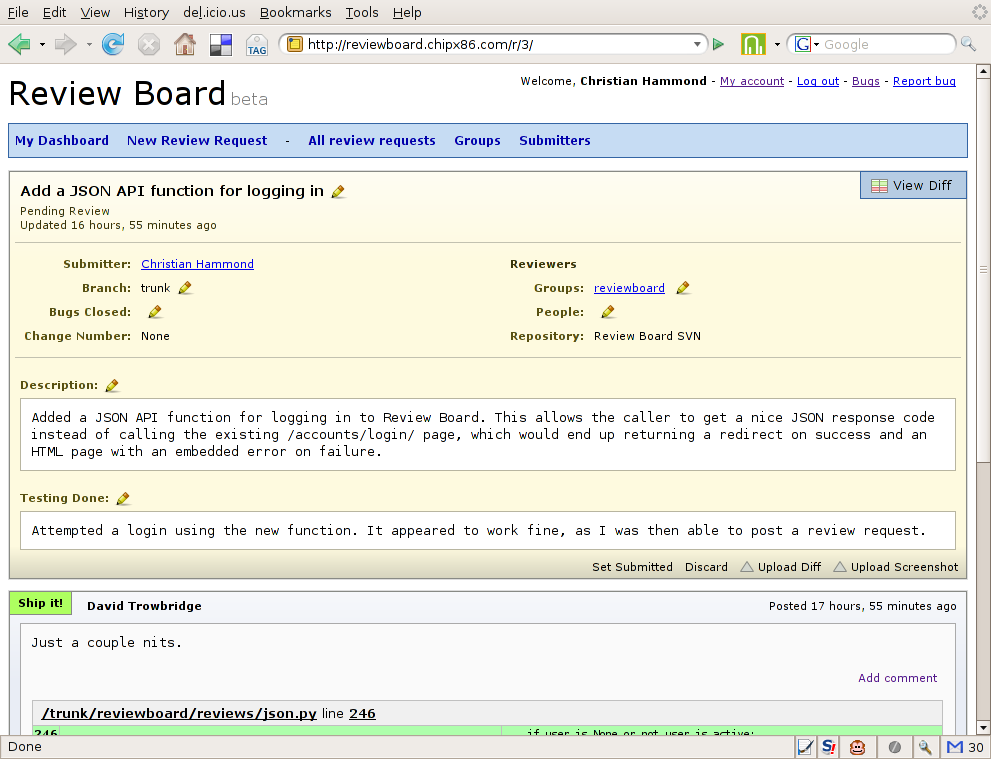 File Edit View History del.icio.us Bookmarks Tools Help
TAG http://reviewboard.chipx86.com/r/3/ G Google
Welcome, Christian Hammond - My account - Log out - Bugs - Report bug
Review Board beta
My Dashboard New Review Request - All review requests Groups Submitters
Add a JSON API function for logging in View Diff
Pending Review
Updated 16 hours, 55 minutes ago
Submitter: Christian Hammond Reviewers
Branch: trunk Groups: reviewboard
Bugs Closed: People:
Change Number: None Repository: Review Board SVN
Description:
Added a JSON API function for logging in to Review Board. This allows the caller to get a nice JSON response code
instead of calling the existing /accounts/login/ page, which would end up returning a redirect on success and an
HTML page with an embedded error on failure.
Testing Done:
Attempted a login using the new function. It appeared to work fine, as I was then able to post a review request.
Set Submitted Discard Upload Diff Upload Screenshot
Ship it! David Trowbridge Posted 17 hours, 55 minutes ago
Just a couple nits.
Add comment
/trunk/reviewboard/reviews/json.py line 246
246 if user is None or not user.is_active:
Done S! 30